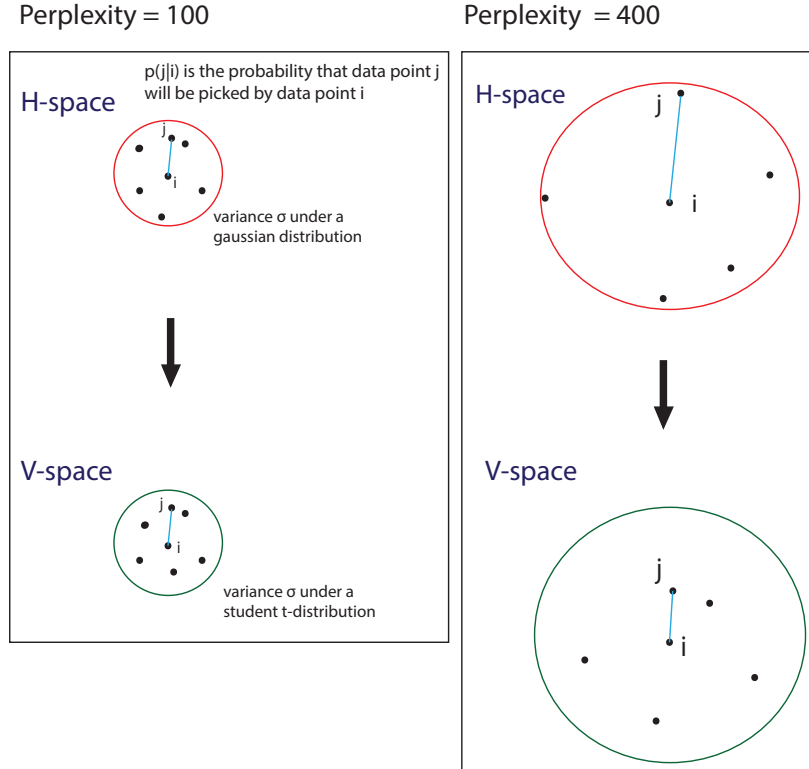 Perplexity = 100
p(j|i) is the probability that data point j
will be picked by data point i
H-space
j
i
variance σ under a
gaussian distribution
V-space
j
i
variance σ under a
student t-distribution
Perplexity = 400
H-space
j
i
V-space
j
i